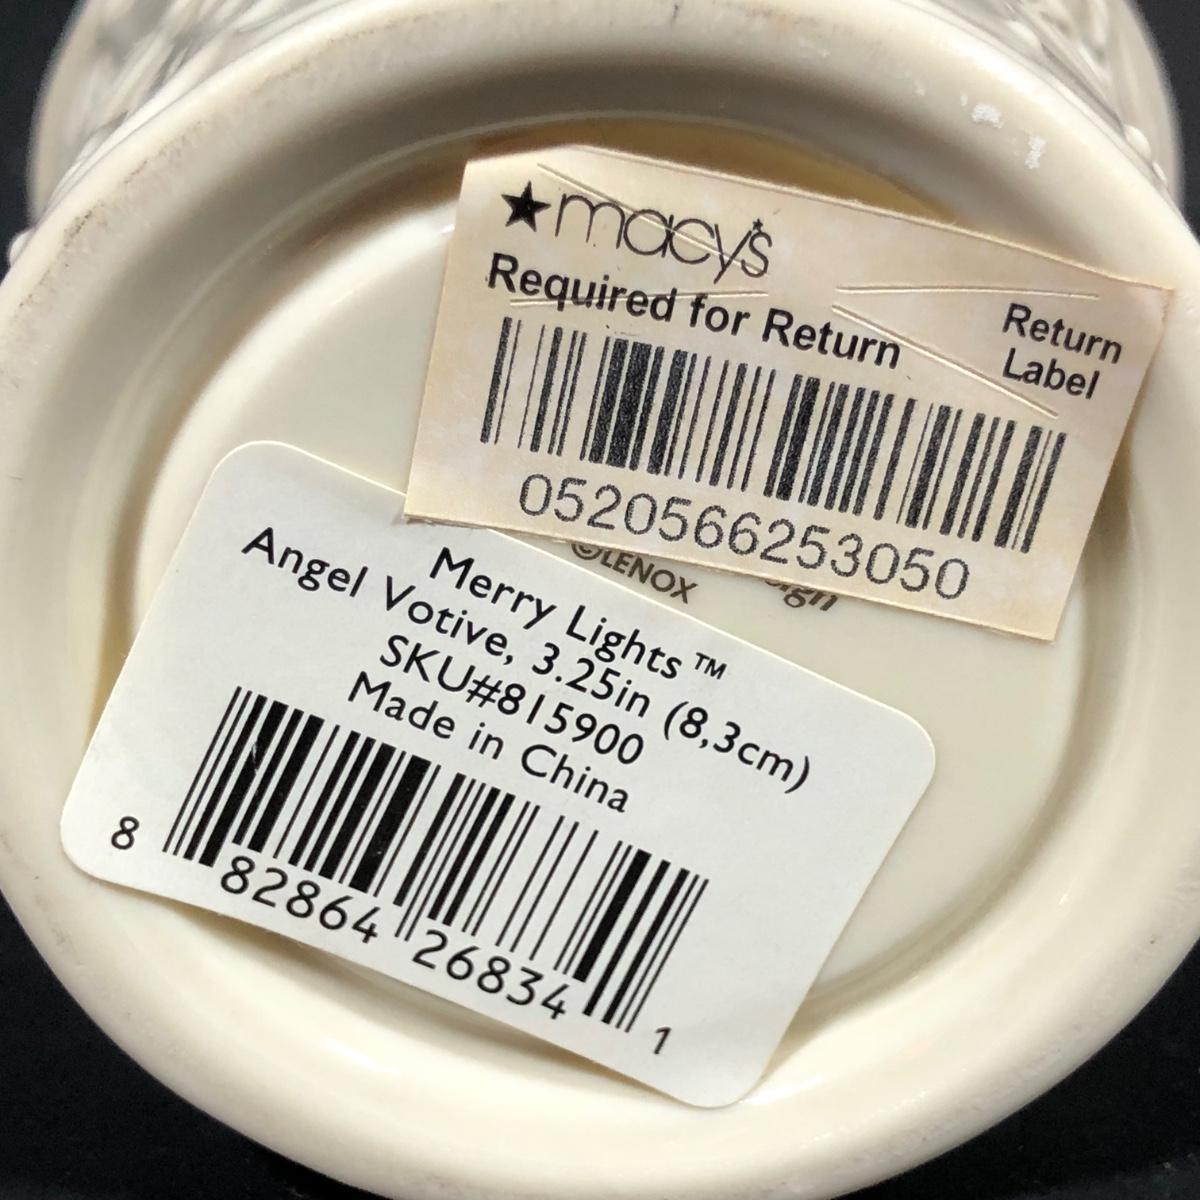 ★macy's
Required for Return
Return
Label
0520566253050
©LENOX
Merry Lights™
Angel Votive, 3.25in (8,3cm)
SKU#815900
Made in China
8 82864 26834 1